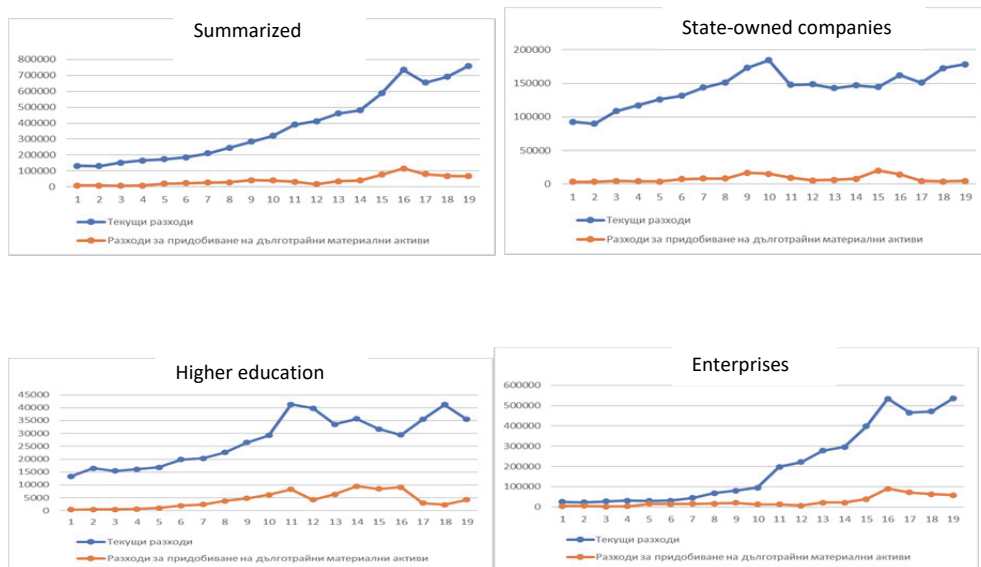 Summarized
800000
700000
600000
500000
400000
300000
200000
100000
0
1 2 3 4 5 6 7 8 9 10 11 12 13 14 15 16 17 18 19
Текущи разходи
Разходи за придобиване на дълготрайни материални активи
State-owned companies
200000
150000
100000
50000
0
1 2 3 4 5 6 7 8 9 10 11 12 13 14 15 16 17 18 19
Текущи разходи
Разходи за придобиване на дълготрайни материални активи
Higher education
45000
40000
35000
30000
25000
20000
15000
10000
5000
0
1 2 3 4 5 6 7 8 9 10 11 12 13 14 15 16 17 18 19
Текущи разходи
Разходи за придобиване на дълготрайни материални активи
Enterprises
600000
500000
400000
300000
200000
100000
0
1 2 3 4 5 6 7 8 9 10 11 12 13 14 15 16 17 18 19
Текущи разходи
Разходи за придобиване на дълготрайни материални активи